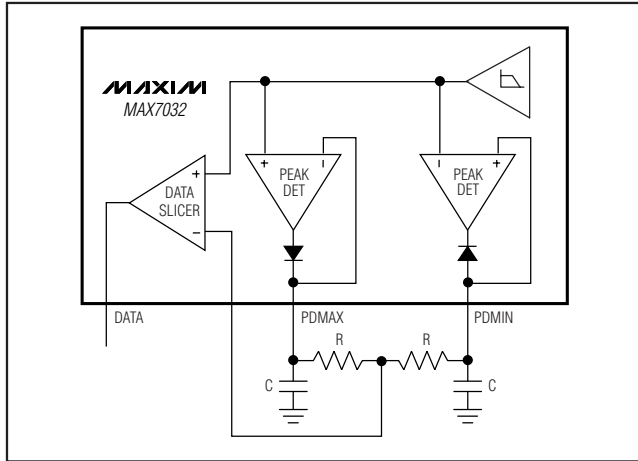 MAXIM
MAX7032
+
-
PEAK
DET
-
+
PEAK
DET
+
DATA
SLICER
-
DATA
PDMAX
PDMIN
R
R
C
C